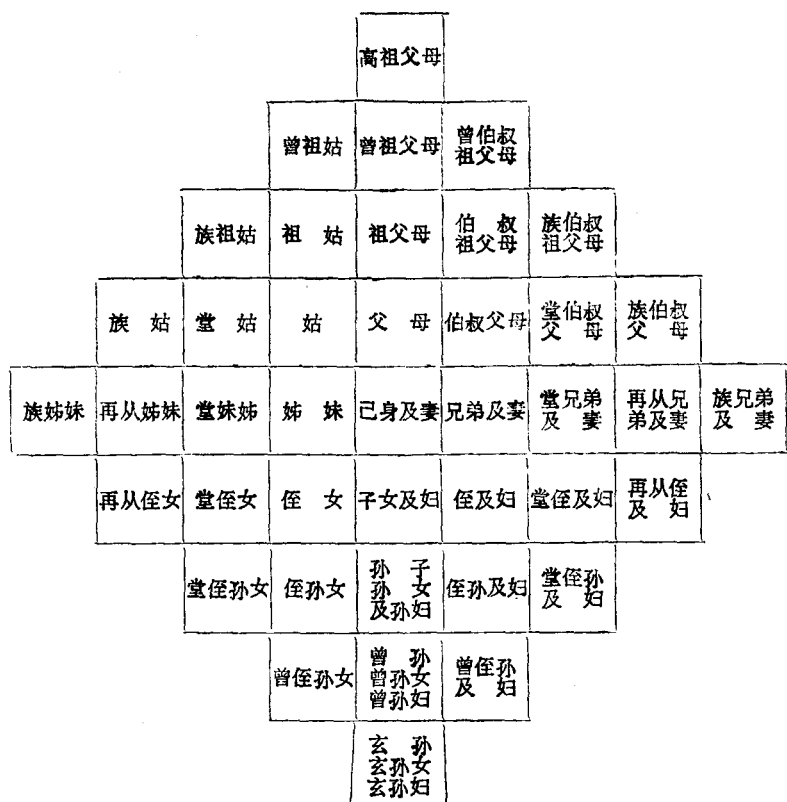 高祖父母
曾祖姑
曾祖父母
曾伯叔
祖父母
族祖姑
祖 姑
祖父母
伯 叔
祖父母
族伯叔
祖父母
族 姑
堂 姑
姑
父 母
伯叔父母
堂伯叔
父 母
族伯叔
父 母
族姊妹
再从姊妹
堂妹姊
姊 妹
己身及妻
兄弟及妻
堂兄弟
及 妻
再从兄
弟及妻
族兄弟
及 妻
再从侄女
堂侄女
侄 女
子女及妇
侄及妇
堂侄及妇
再从侄
及 妇
堂侄孙女
侄孙女
孙 子
孙 女
及孙妇
侄孙及妇
堂侄孙
及 妇
曾侄孙女
曾 孙
曾孙女
曾孙妇
曾侄孙
及 妇
玄 孙
玄孙女
玄孙妇